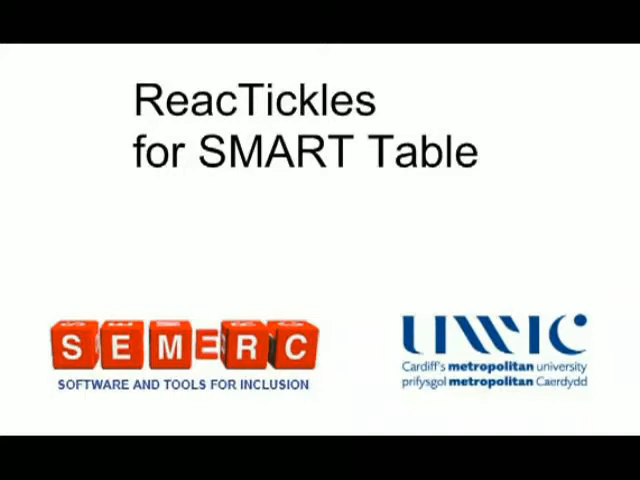 ReacTickles
for SMART Table
SEMERC
SOFTWARE AND TOOLS FOR INCLUSION
UWIC
Cardiff's metropolitan university
prifysgol metropolitan Caerdydd